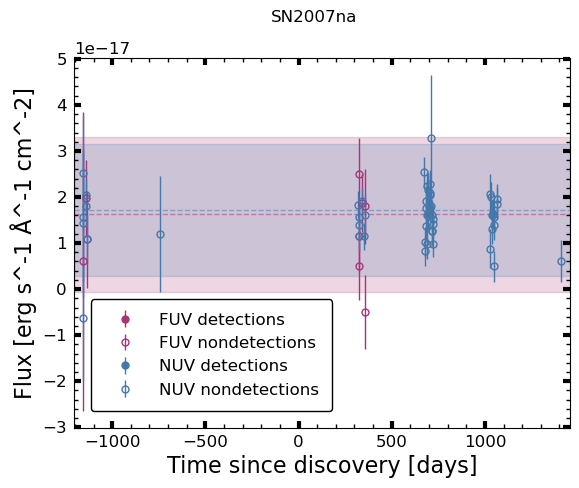 SN2007na
1e−17
5
4
3
2
1
0
−1
−2
−3
Flux [erg s^-1 Å^-1 cm^-2]
FUV detections
FUV nondetections
NUV detections
NUV nondetections
−1000 −500 0 500 1000
Time since discovery [days]